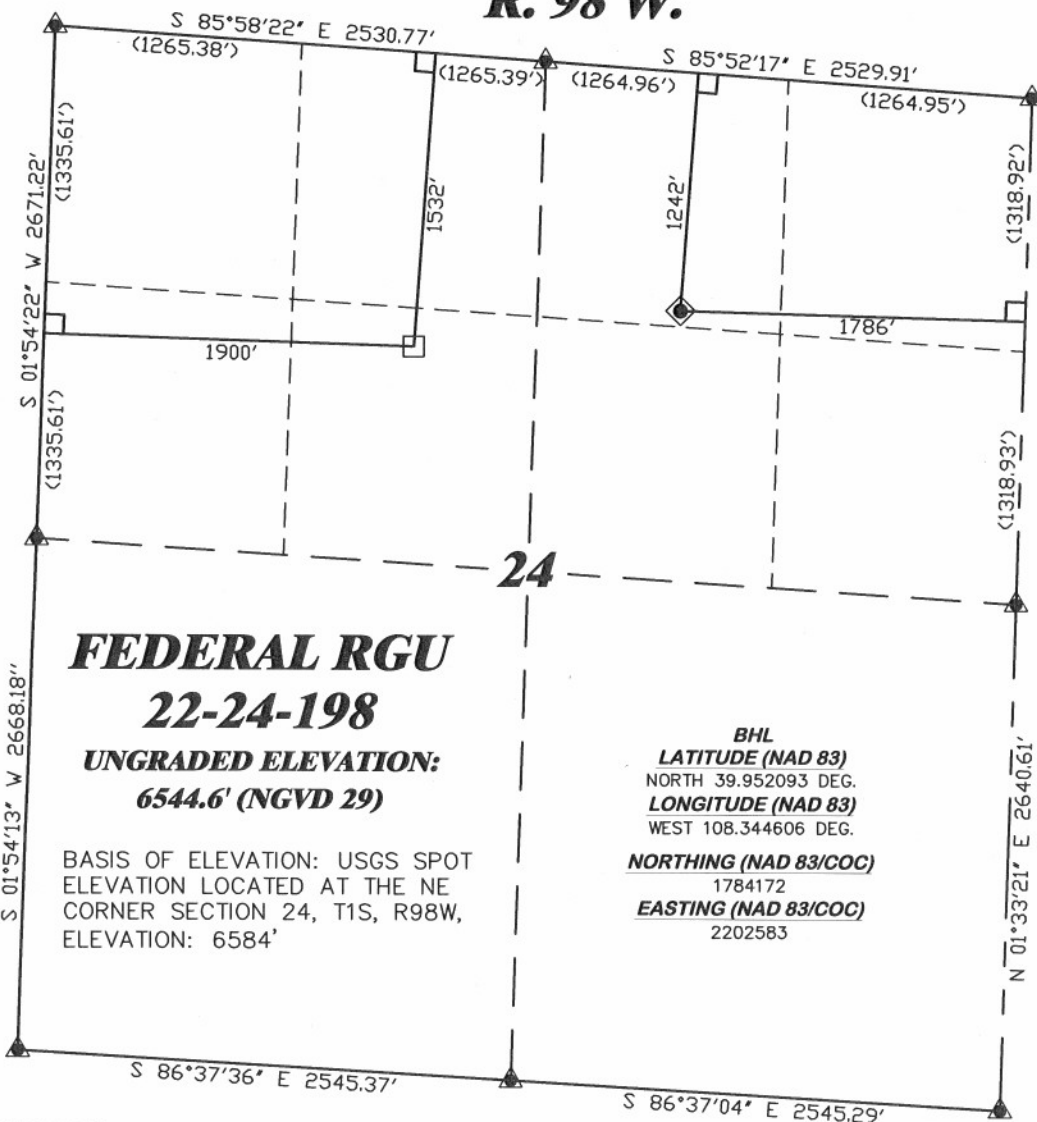 R. 98 W.
S 85°58'22" E 2530.77'
(1265.38')
(1265.39')
S 85°52'17" E 2529.91'
(1264.96')
(1264.95')
S 01°54'22" W 2671.22'
(1335.61')
(1335.61')
1532'
1242'
(1318.92')
1900'
1786'
(1318.93')
24
FEDERAL RGU
22-24-198
UNGRADED ELEVATION:
6544.6' (NGVD 29)
BASIS OF ELEVATION: USGS SPOT
ELEVATION LOCATED AT THE NE
CORNER SECTION 24, T1S, R98W,
ELEVATION: 6584'
BHL
LATITUDE (NAD 83)
NORTH 39.952093 DEG.
LONGITUDE (NAD 83)
WEST 108.344606 DEG.
NORTHING (NAD 83/COC)
1784172
EASTING (NAD 83/COC)
2202583
S 01°54'13" W 2668.18''
N 01°33'21" E 2640.61'
S 86°37'36" E 2545.37'
S 86°37'04" E 2545.29'